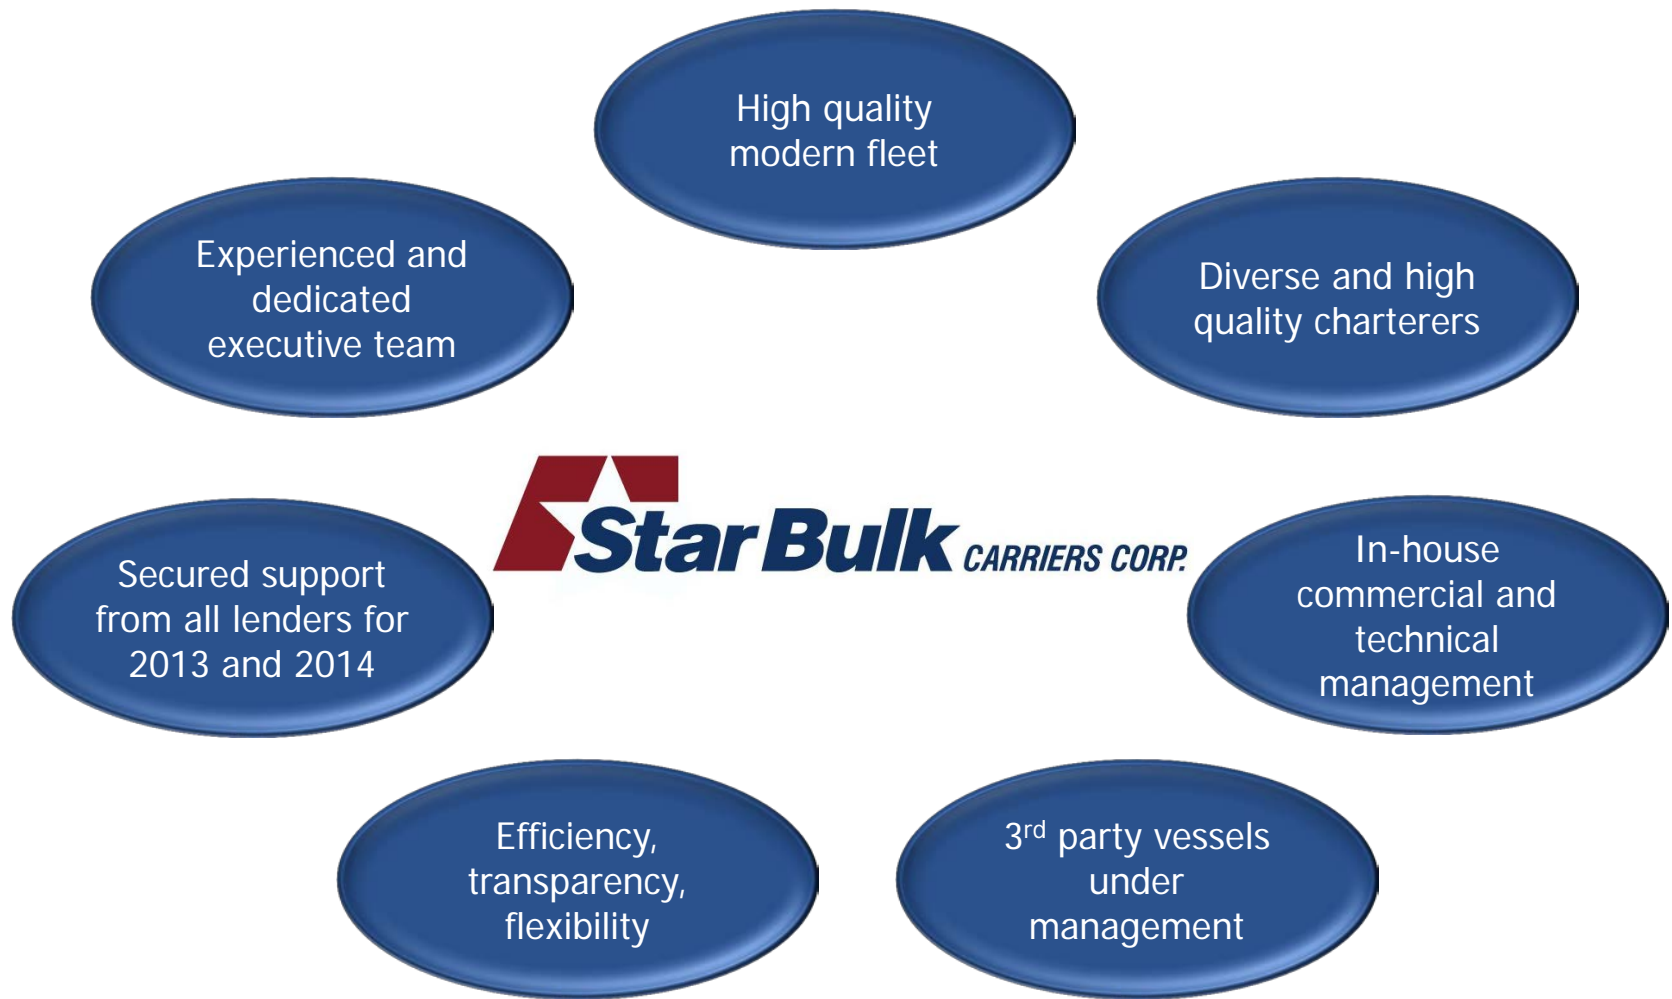 High quality
modern fleet
Experienced and
dedicated
executive team
Diverse and high
quality charterers
Star Bulk CARRIERS CORP.
Secured support
from all lenders for
2013 and 2014
In-house
commercial and
technical
management
Efficiency,
transparency,
flexibility
3rd party vessels
under
management